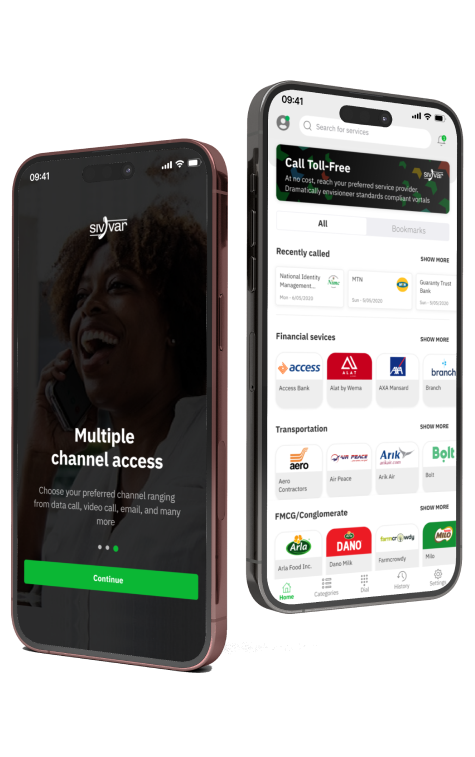 09:41
SIVVAR
Multiple
channel access
Choose your preferred channel ranging
from data call, video call, email, and many
more
Continue
09:41
Search for services
Call Toll-Free
At no cost, reach your preferred service provider.
Dramatically envisioneer standards compliant vortals
All
Bookmarks
Recently called
SHOW MORE
National Identity
Management...
Mon - 6/05/2020
MTN
Sun - 5/05/2020
Guaranty Trust
Bank
Sun - 5/05/2020
Financial sevices
SHOW MORE
access
Access Bank
ALAT
Alat by Wema
AXA
AXA Mansard
branch
Branch
Transportation
SHOW MORE
aero
Aero
Contractors
AIR PEACE
Air Peace
Arik
Arik Air
Bolt
Bolt
FMCG/Conglomerate
SHOW MORE
Arla
Arla Food Inc.
DANO
Dano Milk
farmcrowdy
Farmcrowdy
MILO
Milo
Home
Categories
Dial
History
Settings